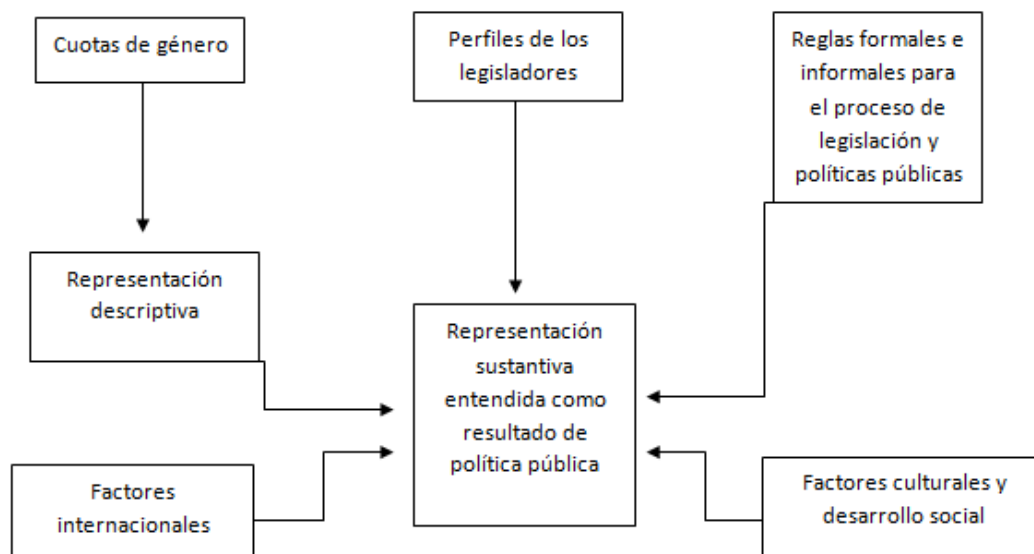 Cuotas de género
Perfiles de los
legisladores
Reglas formales e
informales para
el proceso de
legislación y
políticas públicas
Representación
descriptiva
Representación
sustantiva
entendida como
resultado de
política pública
Factores
internacionales
Factores culturales y
desarrollo social